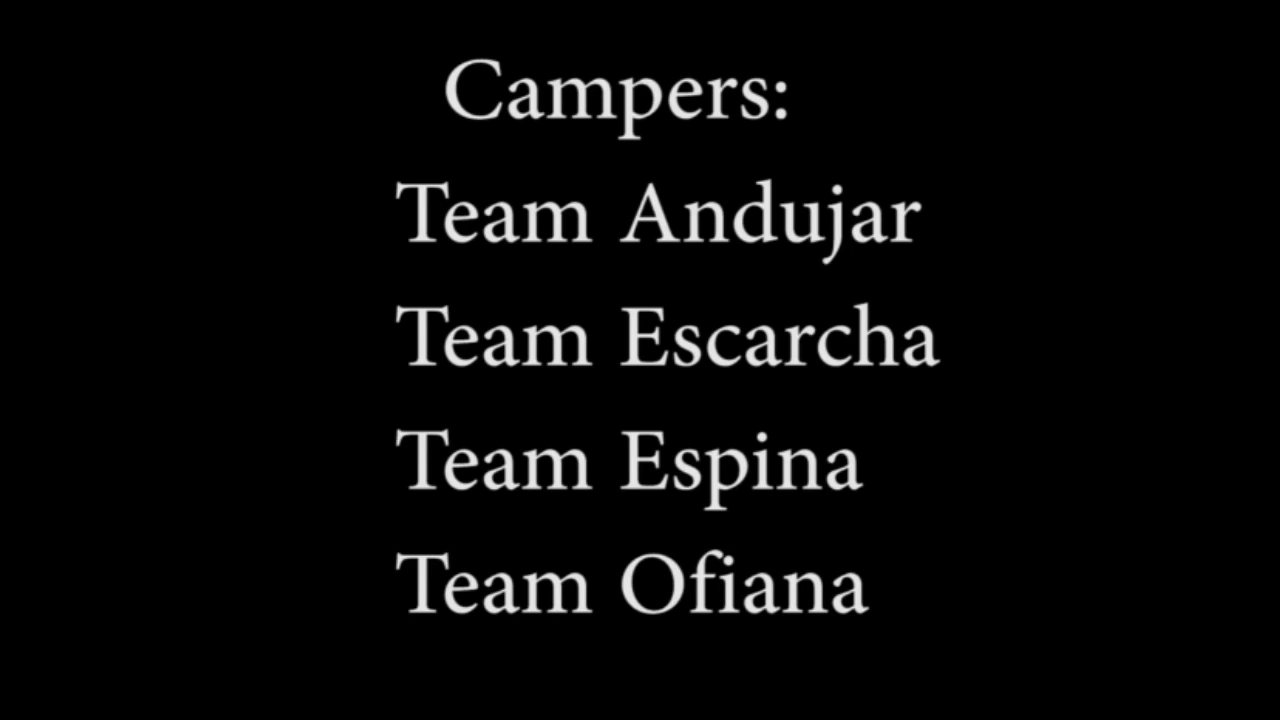 Campers:
Team Andujar
Team Escarcha
Team Espina
Team Ofiana